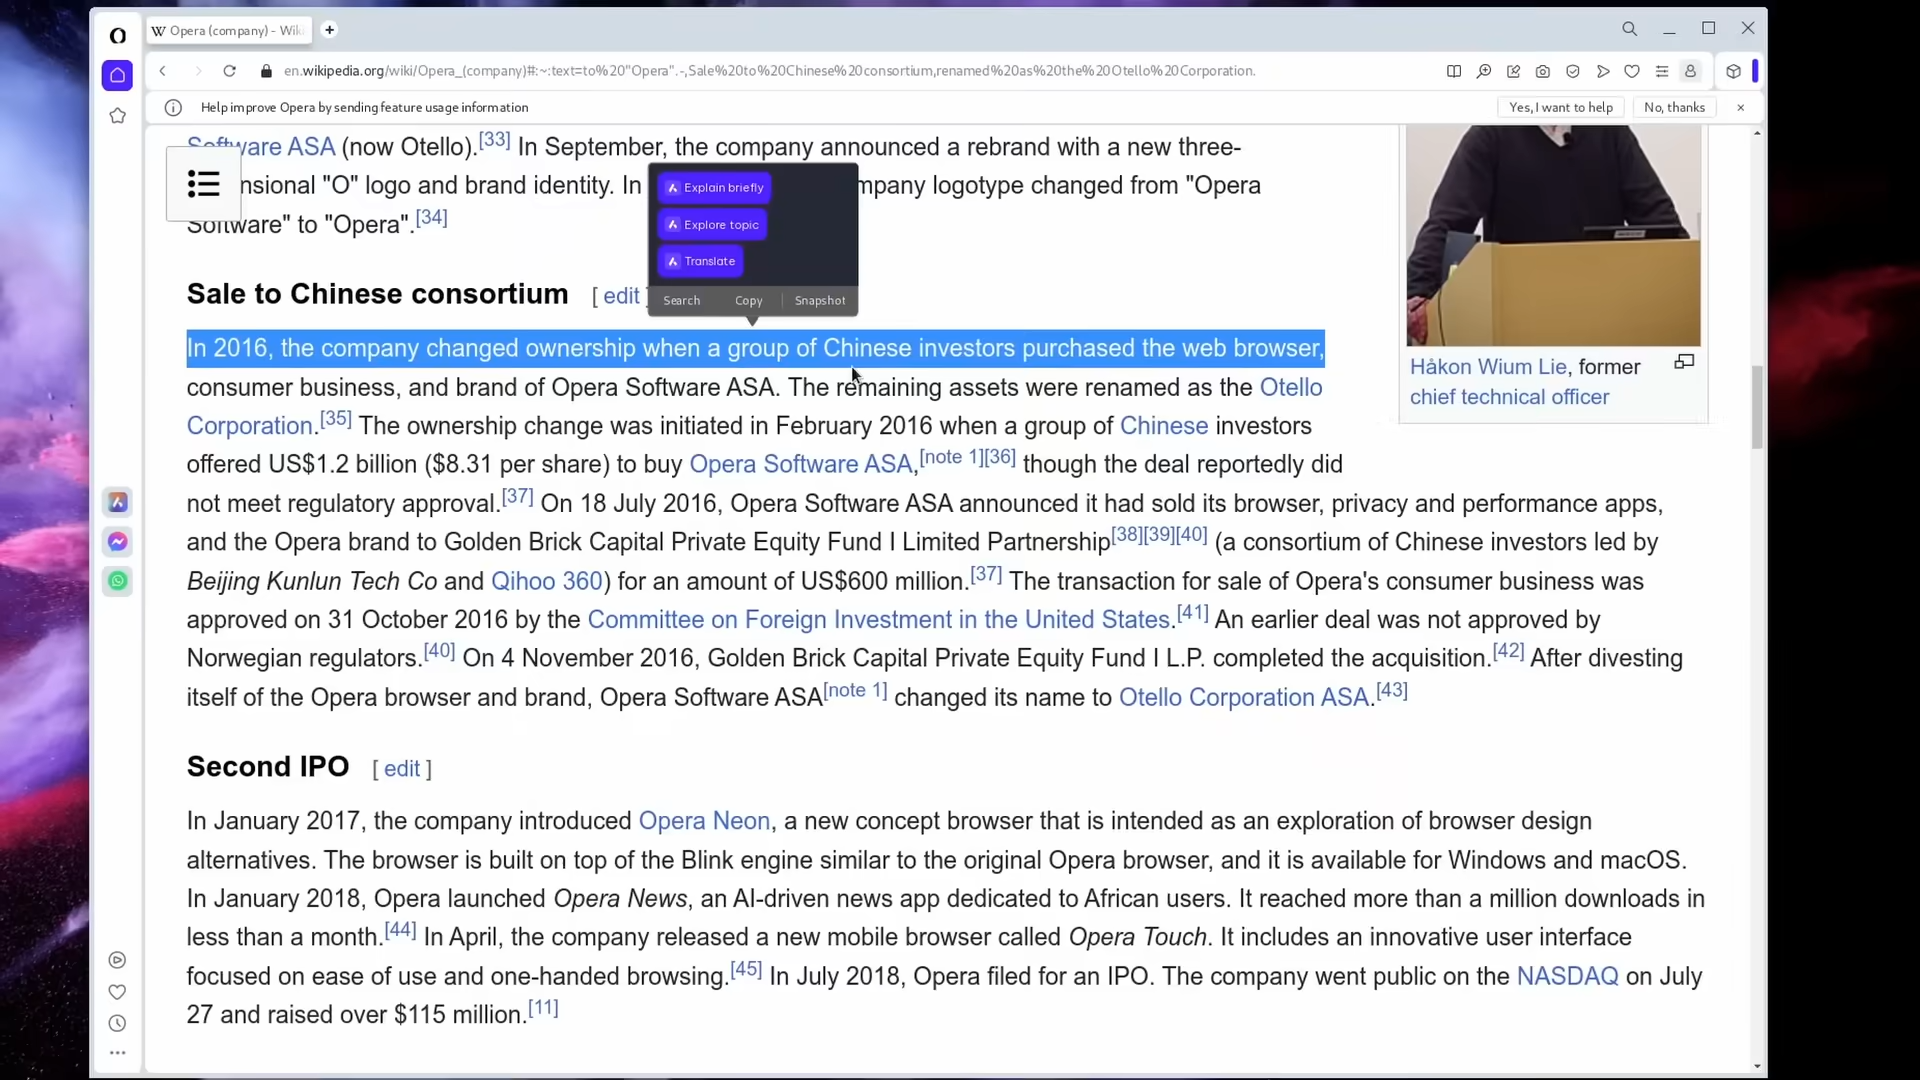 Opera (company) - Wiki
en.wikipedia.org/wiki/Opera_(company)#:~:text=to%20"Opera".-,Sale%20to%20Chinese%20consortium,renamed%20as%20the%20Otello%20Corporation.
Help improve Opera by sending feature usage information
Yes, I want to help
No, thanks
Software ASA (now Otello).[33] In September, the company announced a rebrand with a new three-
nsional "O" logo and brand identity. In mpany logotype changed from "Opera
Software" to "Opera".[34]
Explain briefly
Explore topic
Translate
Search Copy Snapshot
Sale to Chinese consortium [ edit ]
In 2016, the company changed ownership when a group of Chinese investors purchased the web browser,
consumer business, and brand of Opera Software ASA. The remaining assets were renamed as the Otello
Corporation.[35] The ownership change was initiated in February 2016 when a group of Chinese investors
offered US$1.2 billion ($8.31 per share) to buy Opera Software ASA,[note 1][36] though the deal reportedly did
not meet regulatory approval.[37] On 18 July 2016, Opera Software ASA announced it had sold its browser, privacy and performance apps,
and the Opera brand to Golden Brick Capital Private Equity Fund I Limited Partnership[38][39][40] (a consortium of Chinese investors led by
Beijing Kunlun Tech Co and Qihoo 360) for an amount of US$600 million.[37] The transaction for sale of Opera's consumer business was
approved on 31 October 2016 by the Committee on Foreign Investment in the United States.[41] An earlier deal was not approved by
Norwegian regulators.[40] On 4 November 2016, Golden Brick Capital Private Equity Fund I L.P. completed the acquisition.[42] After divesting
itself of the Opera browser and brand, Opera Software ASA[note 1] changed its name to Otello Corporation ASA.[43]
Håkon Wium Lie, former
chief technical officer
Second IPO [ edit ]
In January 2017, the company introduced Opera Neon, a new concept browser that is intended as an exploration of browser design
alternatives. The browser is built on top of the Blink engine similar to the original Opera browser, and it is available for Windows and macOS.
In January 2018, Opera launched Opera News, an AI-driven news app dedicated to African users. It reached more than a million downloads in
less than a month.[44] In April, the company released a new mobile browser called Opera Touch. It includes an innovative user interface
focused on ease of use and one-handed browsing.[45] In July 2018, Opera filed for an IPO. The company went public on the NASDAQ on July
27 and raised over $115 million.[11]